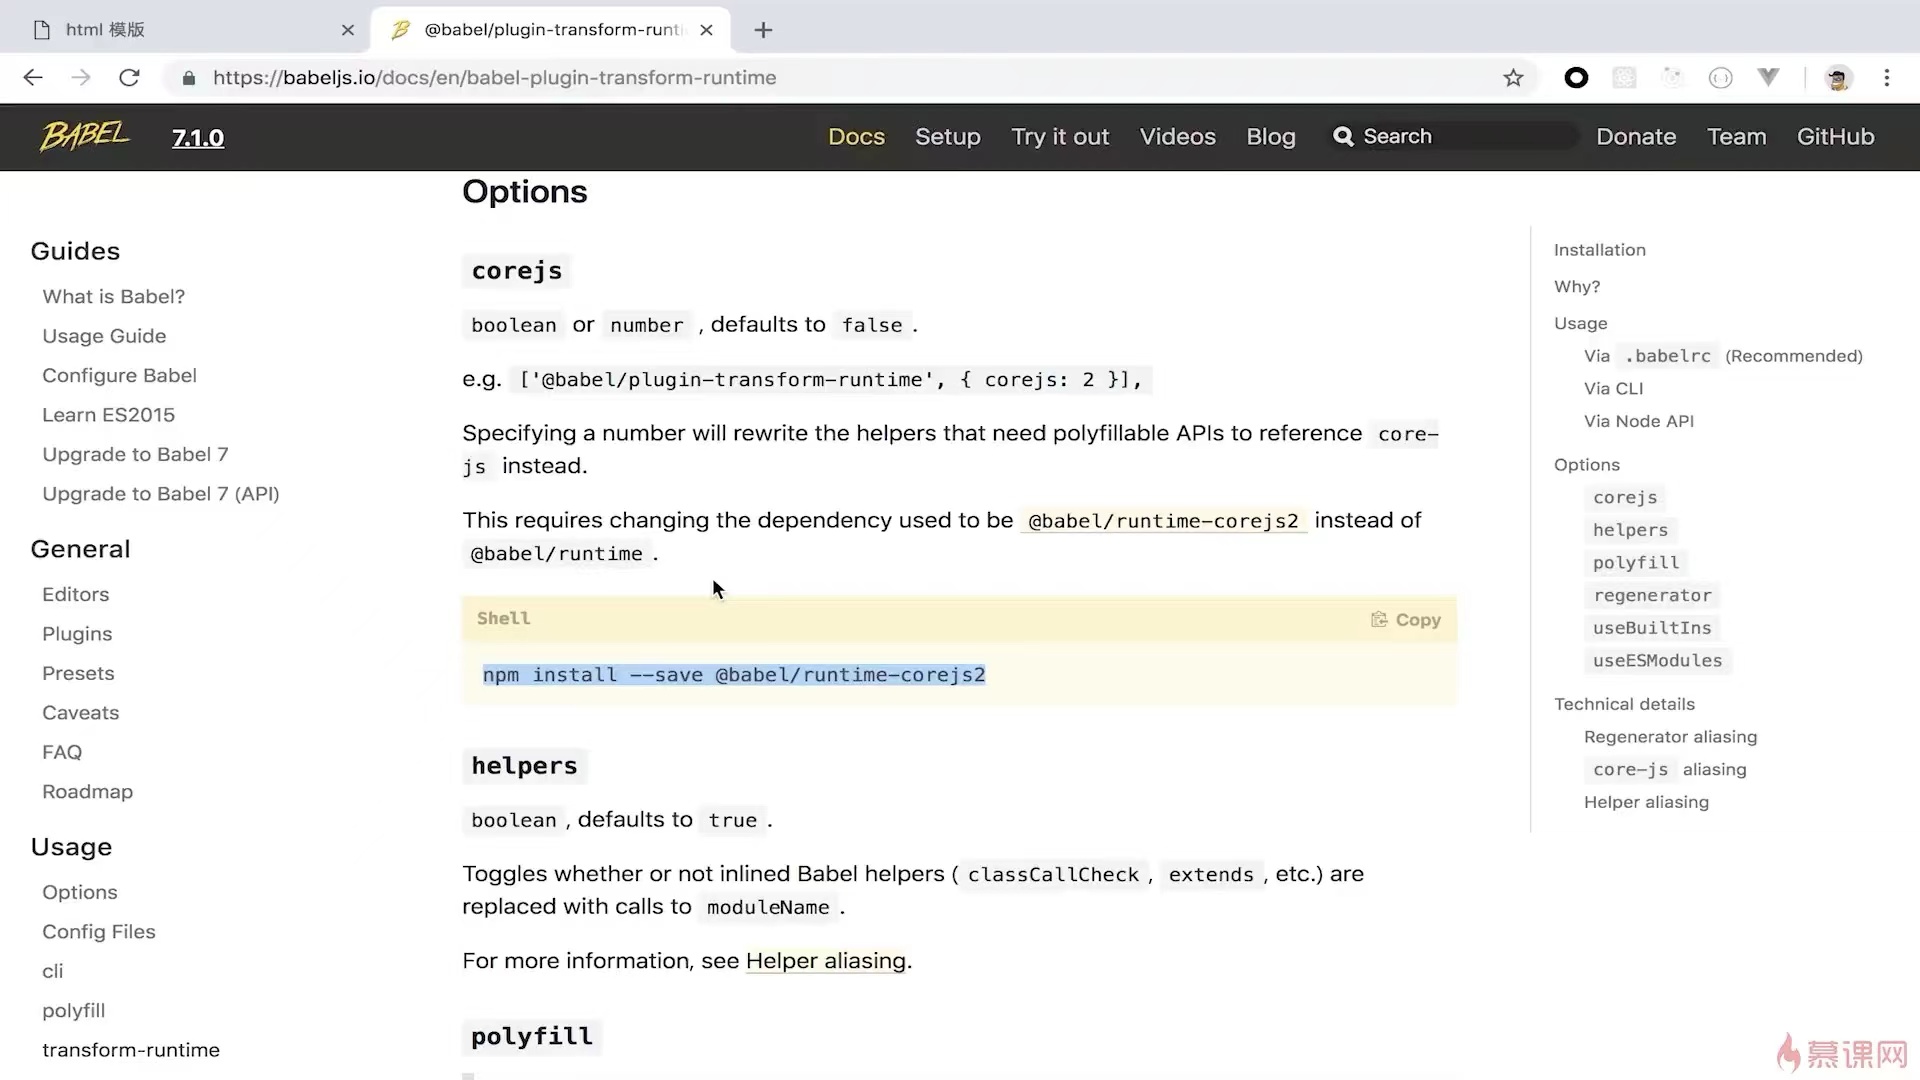 html 模版
@babel/plugin-transform-runti
https://babeljs.io/docs/en/babel-plugin-transform-runtime
BABEL
7.1.0
Docs
Setup
Try it out
Videos
Blog
Search
Donate
Team
GitHub
Guides
What is Babel?
Usage Guide
Configure Babel
Learn ES2015
Upgrade to Babel 7
Upgrade to Babel 7 (API)
General
Editors
Plugins
Presets
Caveats
FAQ
Roadmap
Usage
Options
Config Files
cli
polyfill
transform-runtime
Options
corejs
boolean or number , defaults to false .
e.g. ['@babel/plugin-transform-runtime', { corejs: 2 }],
Specifying a number will rewrite the helpers that need polyfillable APIs to reference core-
js instead.
This requires changing the dependency used to be @babel/runtime-corejs2 instead of
@babel/runtime .
Shell
Copy
npm install --save @babel/runtime-corejs2
helpers
boolean , defaults to true .
Toggles whether or not inlined Babel helpers ( classCallCheck , extends , etc.) are
replaced with calls to moduleName .
For more information, see Helper aliasing.
polyfill
Installation
Why?
Usage
Via .babelrc (Recommended)
Via CLI
Via Node API
Options
corejs
helpers
polyfill
regenerator
useBuiltIns
useESModules
Technical details
Regenerator aliasing
core-js aliasing
Helper aliasing
慕课网